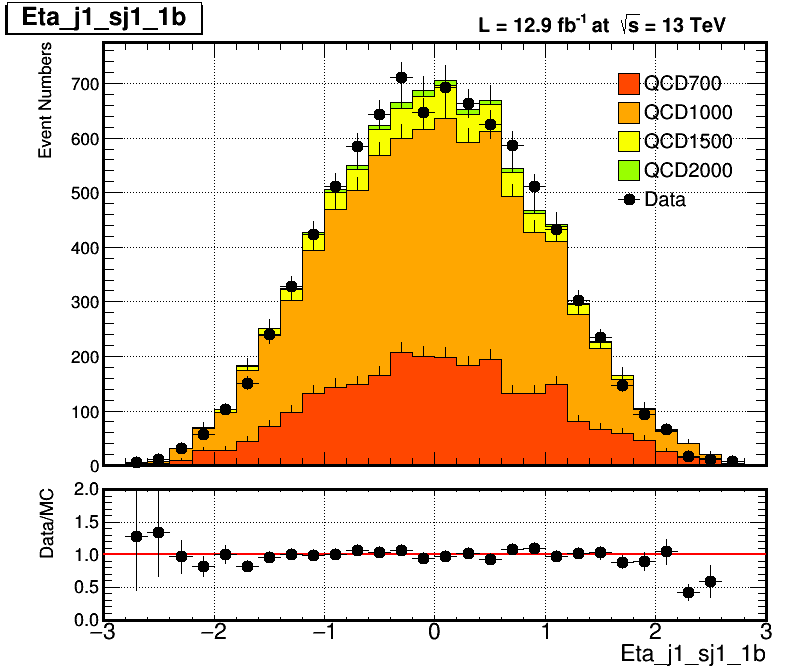 Eta_j1_sj1_1b
L = 12.9 fb-1 at √s = 13 TeV
Event Numbers
700
600
500
400
300
200
100
0
QCD700
QCD1000
QCD1500
QCD2000
Data
Data/MC
2.0
1.5
1.0
0.5
0.0
−3 −2 −1 0 1 2 3
Eta_j1_sj1_1b